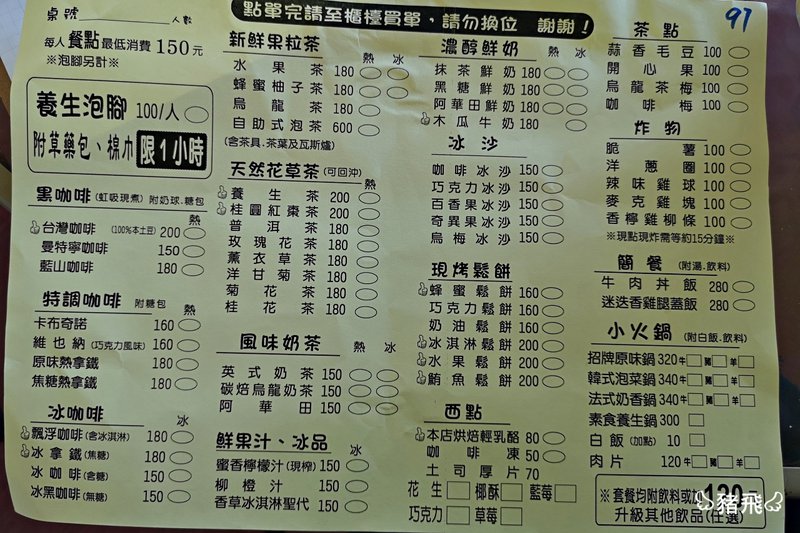 點單完請至櫃檯買單，請勿換位 謝謝！
97
桌號 人數
每人餐點最低消費150元
※泡腳另計※
養生泡腳 100/人
附草藥包、棉巾 限1小時
黑咖啡 (虹吸現煮) 附奶球.糖包
熱
台灣咖啡 (100%本土豆) 200
曼特寧咖啡 150
藍山咖啡 180
特調咖啡 附糖包
熱
卡布奇諾 160
維也納 (巧克力風味) 160
原味熱拿鐵 150
焦糖熱拿鐵 180
冰咖啡
冰
飄浮咖啡 (含冰淇淋) 180
冰拿鐵 (焦糖) 180
冰咖啡 (含糖) 150
冰黑咖啡 (無糖) 150
新鮮果粒茶 熱 冰
水果茶 180
蜂蜜柚子茶 180
烏龍茶 180
自助式泡茶 600
(含茶具.茶葉及瓦斯爐)
天然花草茶 (可回沖) 熱
養生茶 200
桂圓紅棗茶 200
普洱茶 180
玫瑰花茶 180
薰衣草茶 180
洋甘菊茶 180
菊花茶 180
桂花茶 180
風味奶茶 熱 冰
英式奶茶 150
碳焙烏龍奶茶 150
阿華田 150
鮮果汁、冰品 冰
蜜香檸檬汁 (現榨) 150
柳橙汁 150
香草冰淇淋聖代 150
濃醇鮮奶 熱 冰
抹茶鮮奶 180
黑糖鮮奶 180
阿華田鮮奶 180
木瓜牛奶 180
冰沙
咖啡冰沙 180
巧克力冰沙 180
百香果冰沙 180
奇異果冰沙 180
烏梅冰沙 150
現烤鬆餅
蜂蜜鬆餅 160
巧克力鬆餅 160
奶油鬆餅 160
冰淇淋鬆餅 200
水果鬆餅 200
鮪魚鬆餅 200
西點
本店烘焙輕乳酪 80
咖啡凍 50
土司厚片 70
花生 椰酥 藍莓
巧克力 草莓
茶點
蒜香毛豆 100
開心果 100
烏龍茶梅 100
咖啡梅 100
炸物
脆薯 100
洋蔥圈 100
辣味雞球 100
麥克雞塊 100
香檸雞柳條 100
※現點現炸需等約15分鐘※
簡餐 (附湯.飲料)
牛肉丼飯 280
迷迭香雞腿蓋飯 280
小火鍋 (附白飯.飲料)
招牌原味鍋 320 牛 豬 羊
韓式泡菜鍋 340 牛 豬 羊
法式奶香鍋 340 牛 豬 羊
素食養生鍋 300
白飯 (加點) 10
肉片 120 牛 豬 羊
※套餐均附飲料或加120元
升級其他飲品(任選)
豬飛